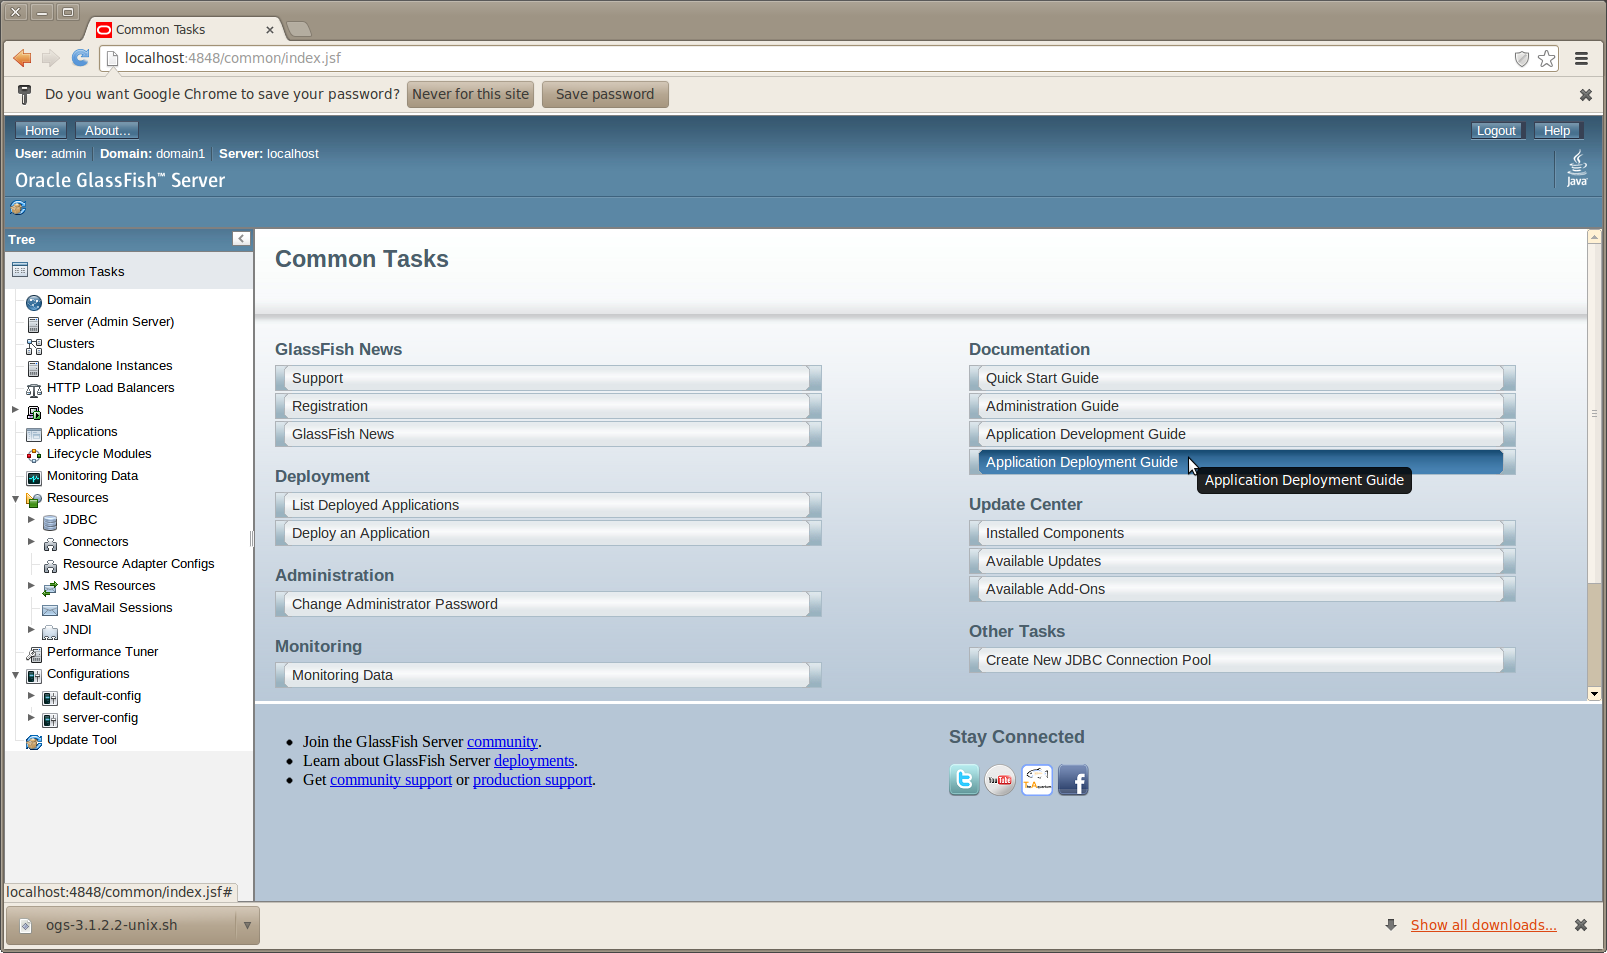 Common Tasks
localhost:4848/common/index.jsf
Do you want Google Chrome to save your password? Never for this site Save password
Home About... Logout Help
User: admin Domain: domain1 Server: localhost
Oracle GlassFish™ Server
Java
Tree
Common Tasks
Domain
server (Admin Server)
Clusters
Standalone Instances
HTTP Load Balancers
Nodes
Applications
Lifecycle Modules
Monitoring Data
Resources
JDBC
Connectors
Resource Adapter Configs
JMS Resources
JavaMail Sessions
JNDI
Performance Tuner
Configurations
default-config
server-config
Update Tool
Common Tasks
GlassFish News
Support
Registration
GlassFish News
Deployment
List Deployed Applications
Deploy an Application
Administration
Change Administrator Password
Monitoring
Monitoring Data
Documentation
Quick Start Guide
Administration Guide
Application Development Guide
Application Deployment Guide
Application Deployment Guide
Update Center
Installed Components
Available Updates
Available Add-Ons
Other Tasks
Create New JDBC Connection Pool
Join the GlassFish Server community.
Learn about GlassFish Server deployments.
Get community support or production support.
Stay Connected
YouTube
localhost:4848/common/index.jsf#
ogs-3.1.2.2-unix.sh
Show all downloads...